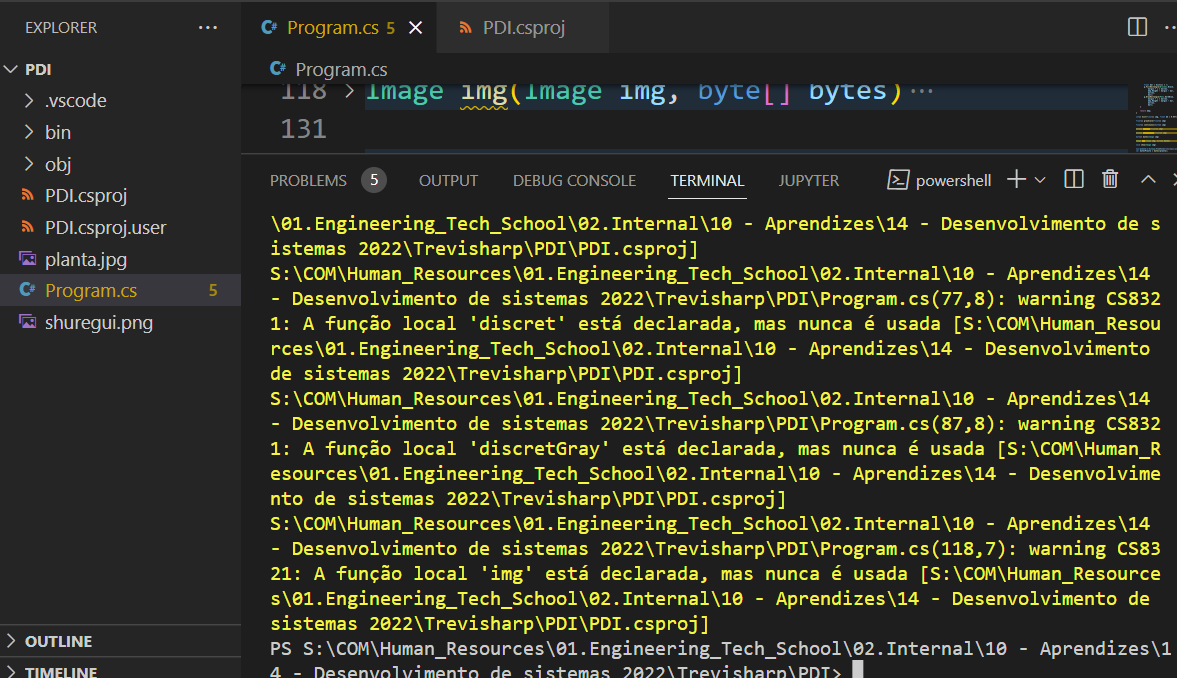 EXPLORER ...
PDI
.vscode
bin
obj
PDI.csproj
PDI.csproj.user
planta.jpg
Program.cs 5
shuregui.png
OUTLINE
TIMELINE
C# Program.cs 5
PDI.csproj
C# Program.cs
118 > Image img(Image img, byte[] bytes)...
131
PROBLEMS 5 OUTPUT DEBUG CONSOLE TERMINAL JUPYTER powershell
\01.Engineering_Tech_School\02.Internal\10 - Aprendizes\14 - Desenvolvimento de s
istemas 2022\Trevisharp\PDI\PDI.csproj]
S:\COM\Human_Resources\01.Engineering_Tech_School\02.Internal\10 - Aprendizes\14
- Desenvolvimento de sistemas 2022\Trevisharp\PDI\Program.cs(77,8): warning CS832
1: A função local 'discret' está declarada, mas nunca é usada [S:\COM\Human_Resou
rces\01.Engineering_Tech_School\02.Internal\10 - Aprendizes\14 - Desenvolvimento
de sistemas 2022\Trevisharp\PDI\PDI.csproj]
S:\COM\Human_Resources\01.Engineering_Tech_School\02.Internal\10 - Aprendizes\14
- Desenvolvimento de sistemas 2022\Trevisharp\PDI\Program.cs(87,8): warning CS832
1: A função local 'discretGray' está declarada, mas nunca é usada [S:\COM\Human_R
esources\01.Engineering_Tech_School\02.Internal\10 - Aprendizes\14 - Desenvolvime
nto de sistemas 2022\Trevisharp\PDI\PDI.csproj]
S:\COM\Human_Resources\01.Engineering_Tech_School\02.Internal\10 - Aprendizes\14
- Desenvolvimento de sistemas 2022\Trevisharp\PDI\Program.cs(118,7): warning CS83
21: A função local 'img' está declarada, mas nunca é usada [S:\COM\Human_Resource
s\01.Engineering_Tech_School\02.Internal\10 - Aprendizes\14 - Desenvolvimento de
sistemas 2022\Trevisharp\PDI\PDI.csproj]
PS S:\COM\Human_Resources\01.Engineering_Tech_School\02.Internal\10 - Aprendizes\1
4 - Desenvolvimento de sistemas 2022\Trevisharp\PDI>